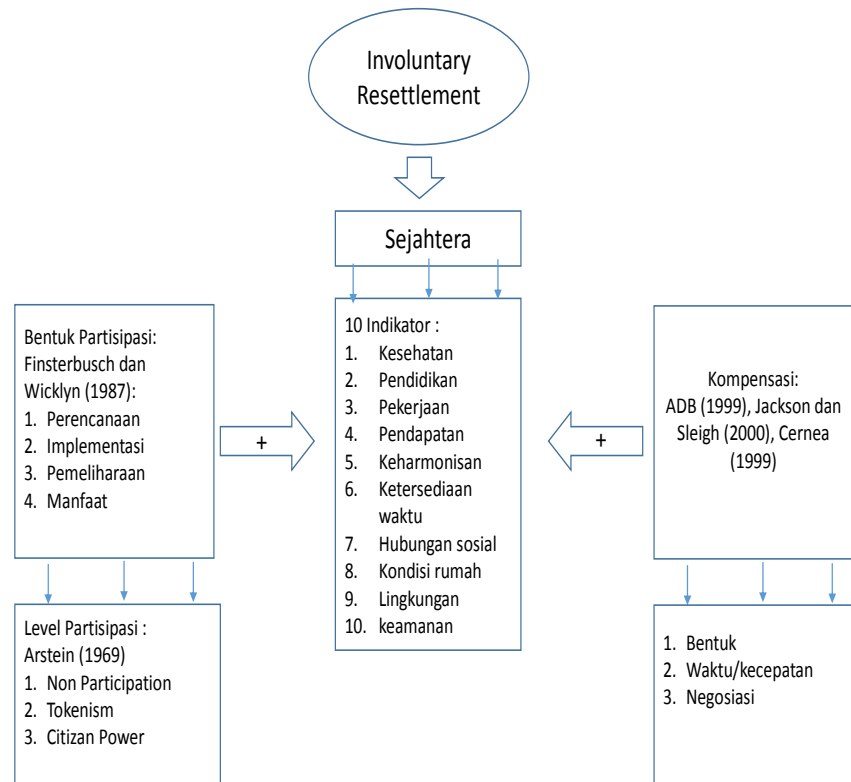 Involuntary
Resettlement
Sejahtera
Bentuk Partisipasi:
Finsterbusch dan
Wicklyn (1987):
1. Perencanaan
2. Implementasi
3. Pemeliharaan
4. Manfaat
+
10 Indikator :
1. Kesehatan
2. Pendidikan
3. Pekerjaan
4. Pendapatan
5. Keharmonisan
6. Ketersediaan
waktu
7. Hubungan sosial
8. Kondisi rumah
9. Lingkungan
10. keamanan
+
Kompensasi:
ADB (1999), Jackson dan
Sleigh (2000), Cernea
(1999)
Level Partisipasi :
Arstein (1969)
1. Non Participation
2. Tokenism
3. Citizan Power
1. Bentuk
2. Waktu/kecepatan
3. Negosiasi